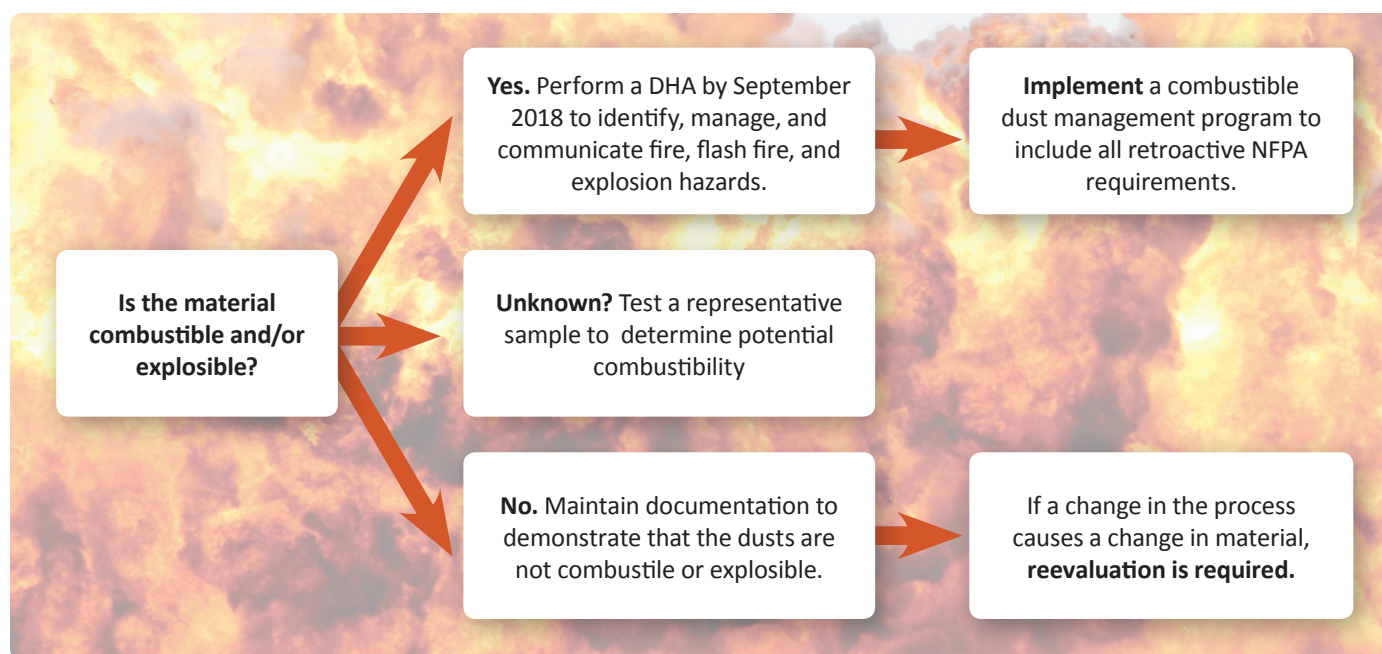 Is the material
combustible and/or
explosible?
Yes. Perform a DHA by September
2018 to identify, manage, and
communicate fire, flash fire, and
explosion hazards.
Implement a combustible
dust management program to
include all retroactive NFPA
requirements.
Unknown? Test a representative
sample to  determine potential
combustibility
No. Maintain documentation to
demonstrate that the dusts are
not combustile or explosible.
If a change in the process
causes a change in material,
reevaluation is required.